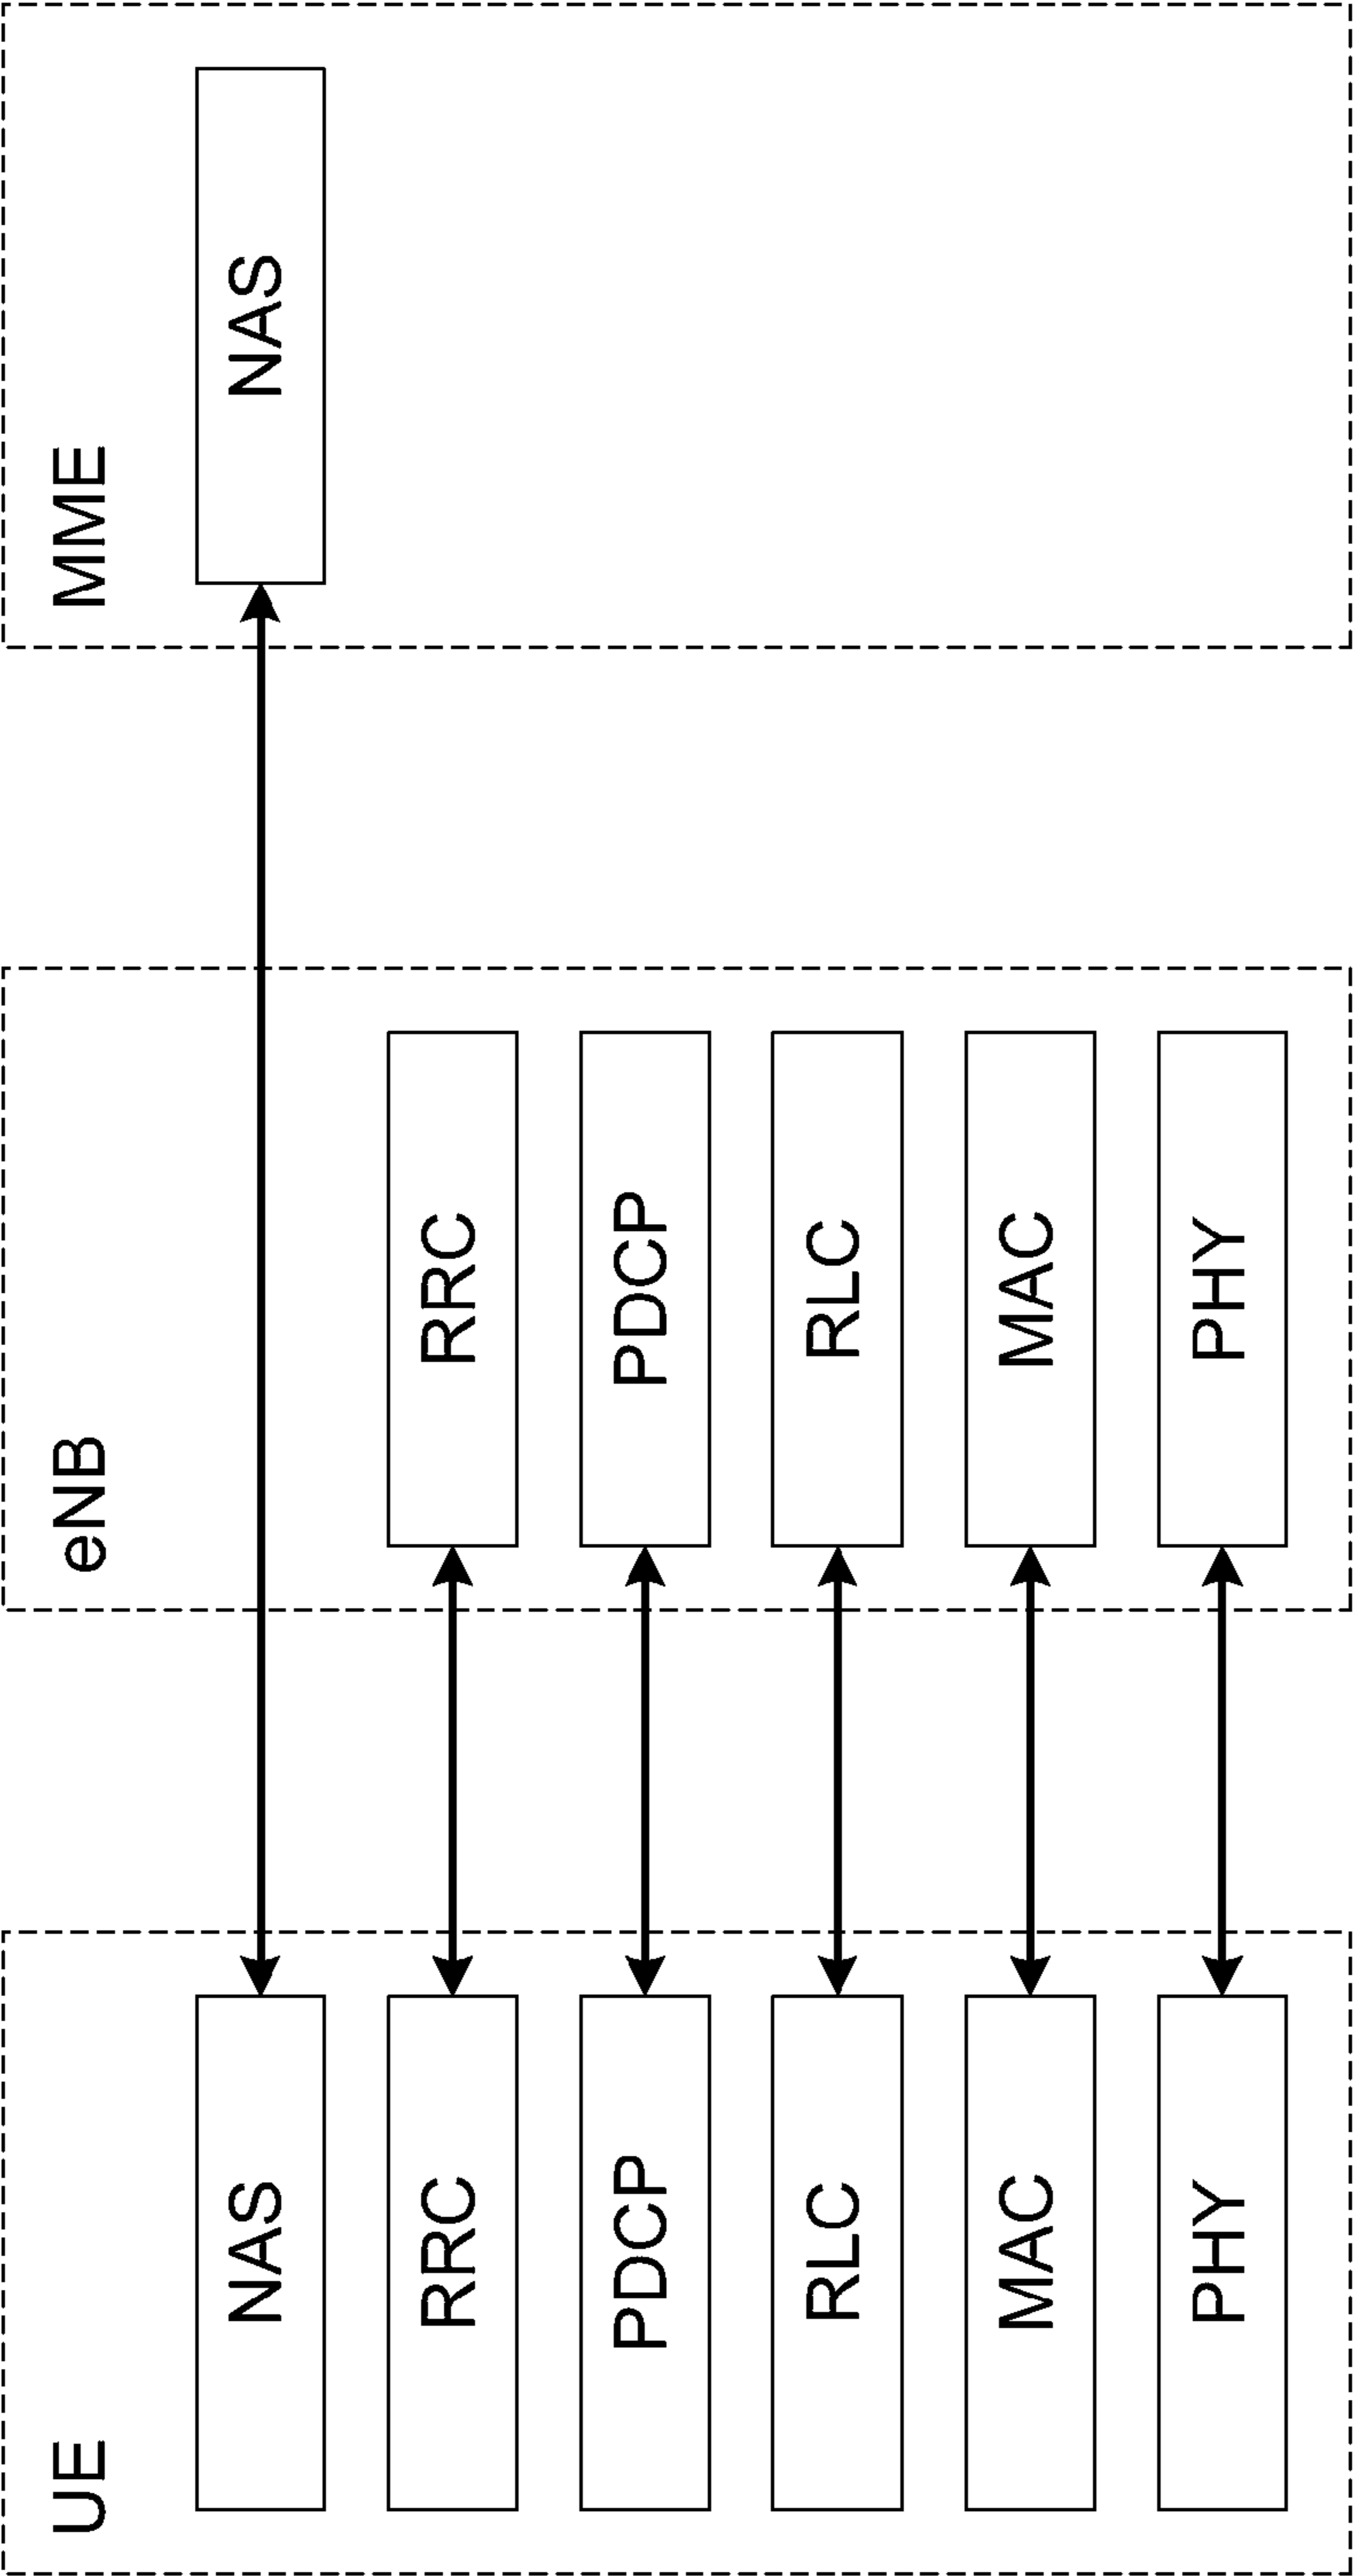 UE
NAS
RRC
PDCP
RLC
MAC
PHY
eNB
RRC
PDCP
RLC
MAC
PHY
MME
NAS